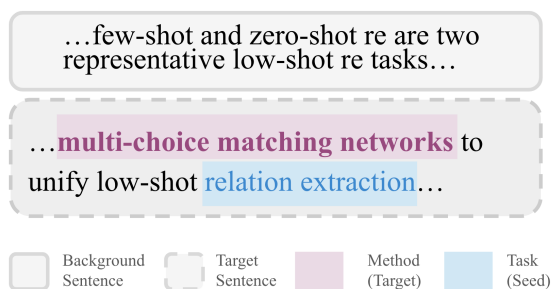 …few-shot and zero-shot re are two
representative low-shot re tasks…
…multi-choice matching networks to
unify low-shot relation extraction…
Background Sentence
Target Sentence
Method (Target)
Task (Seed)